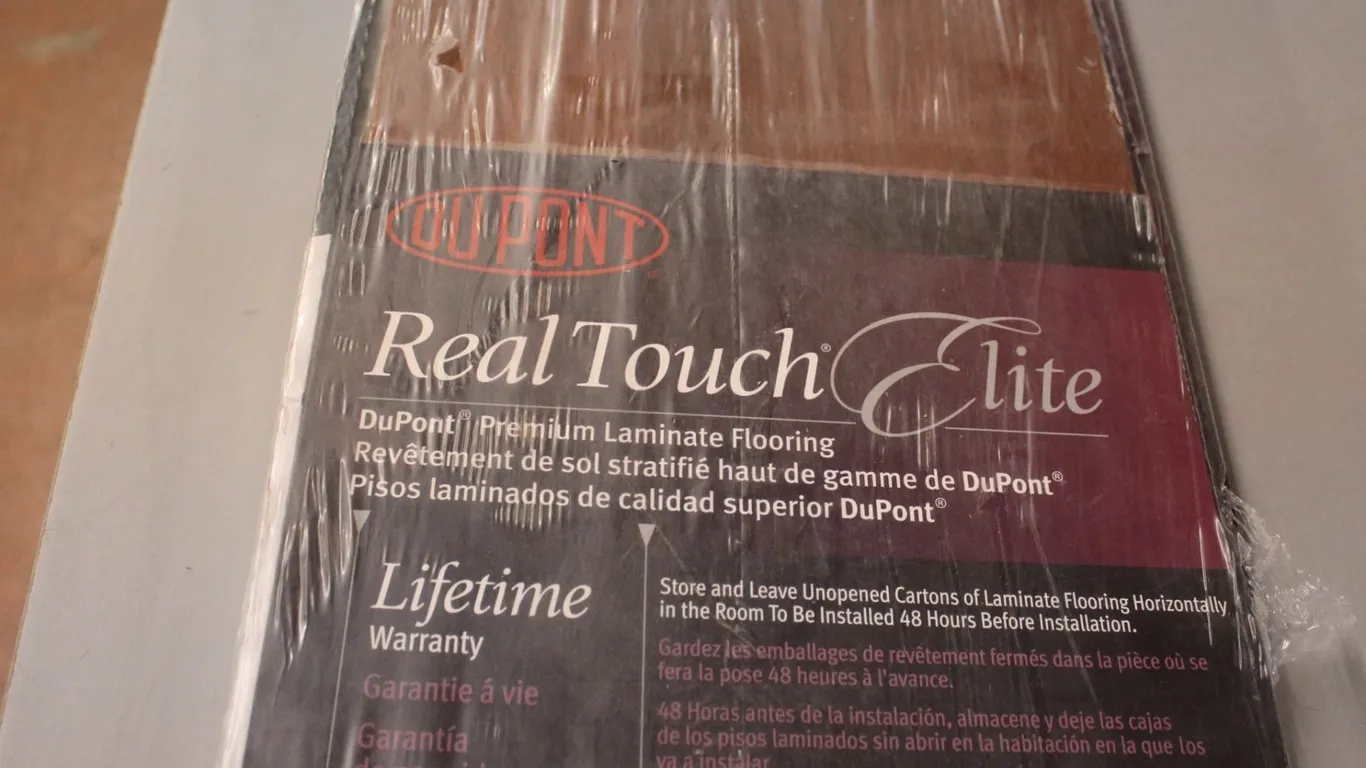 DU PONT
Real Touch® Elite
DuPont® Premium Laminate Flooring
Revêtement de sol stratifié haut de gamme de DuPont®
Pisos laminados de calidad superior DuPont®
Lifetime
Warranty
Garantie á vie
Garantía
Store and Leave Unopened Cartons of Laminate Flooring Horizontally
in the Room To Be Installed 48 Hours Before Installation.
Gardez les emballages de revêtement fermés dans la pièce où se
fera la pose 48 heures à l'avance.
48 Horas antes de la instalación, almacene y deje las cajas
de los pisos laminados sin abrir en la habitación en la que los
va a instalar.